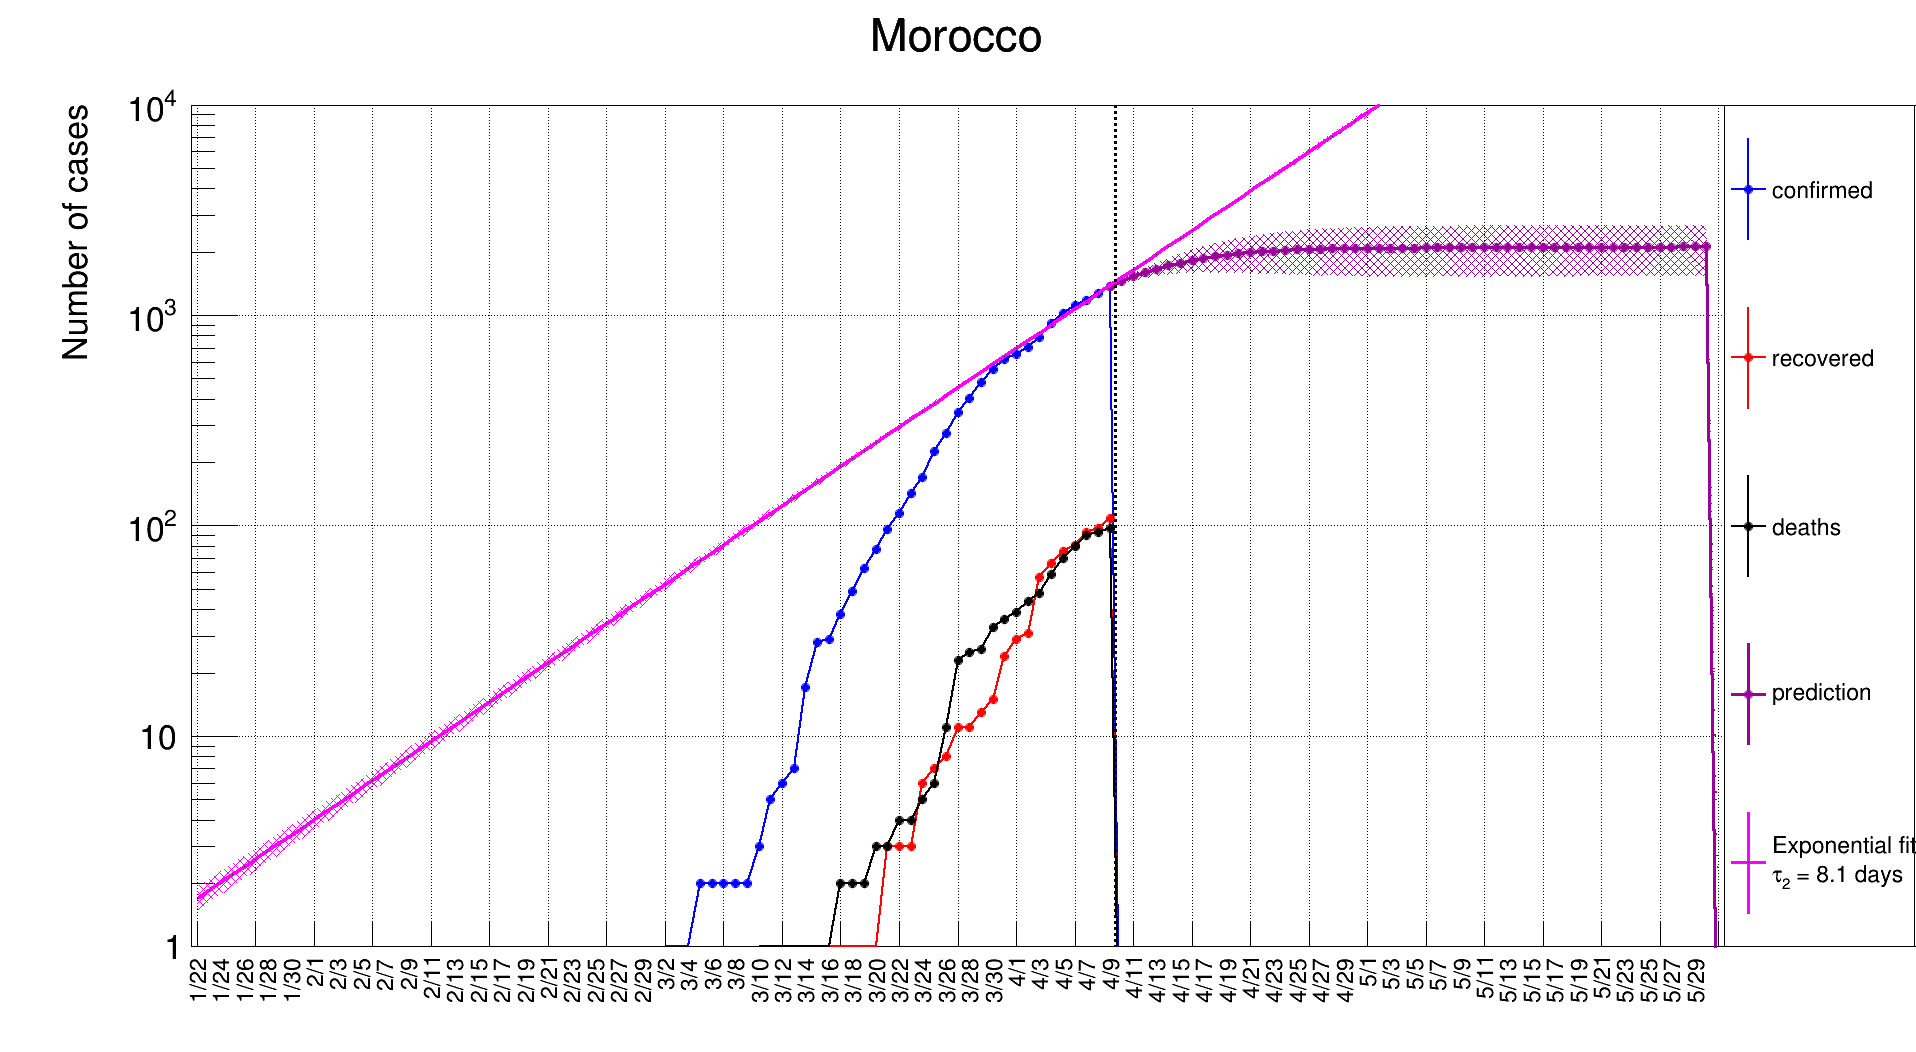 Morocco
Number of cases
10^4
10^3
10^2
10
1
1/22 1/24 1/26 1/28 1/30 2/1 2/3 2/5 2/7 2/9 2/11 2/13 2/15 2/17 2/19 2/21 2/23 2/25 2/27 2/29 3/2 3/4 3/6 3/8 3/10 3/12 3/14 3/16 3/18 3/20 3/22 3/24 3/26 3/28 3/30 4/1 4/3 4/5 4/7 4/9 4/11 4/13 4/15 4/17 4/19 4/21 4/23 4/25 4/27 4/29 5/1 5/3 5/5 5/7 5/9 5/11 5/13 5/15 5/17 5/19 5/21 5/23 5/25 5/27 5/29
confirmed
recovered
deaths
prediction
Exponential fit
τ₂ = 8.1 days